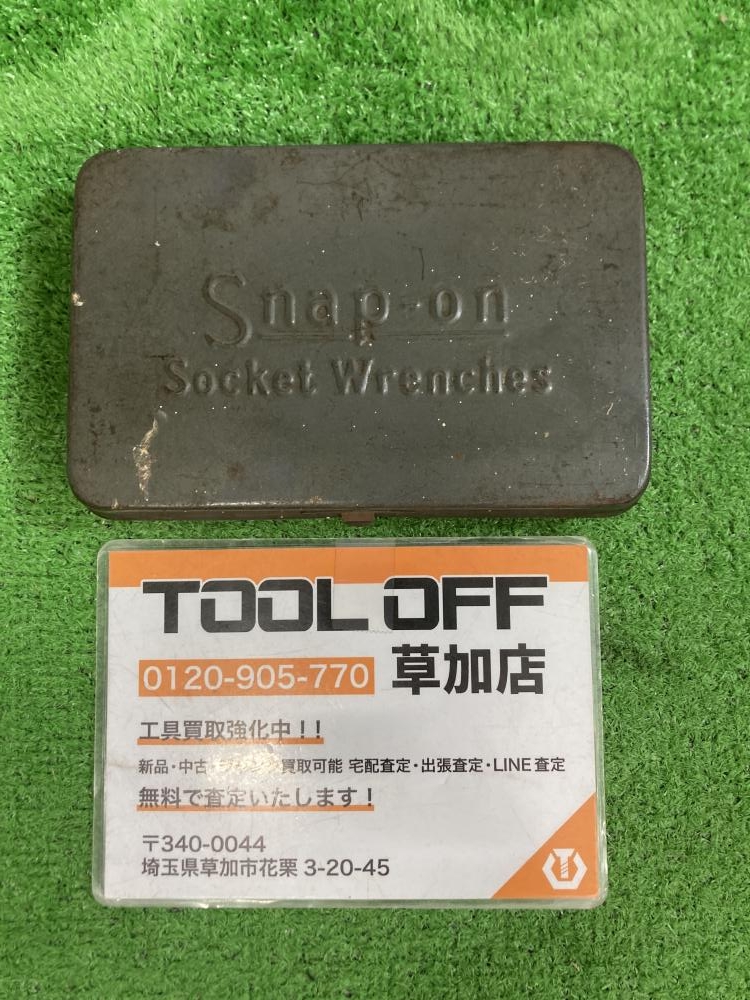 Snap-on
Socket Wrenches
TOOL OFF
0120-905-770 草加店
工具買取強化中!!
新品・中古・買取可能 宅配査定・出張査定・LINE査定
無料で査定いたします!
〒340-0044
埼玉県草加市花栗 3-20-45